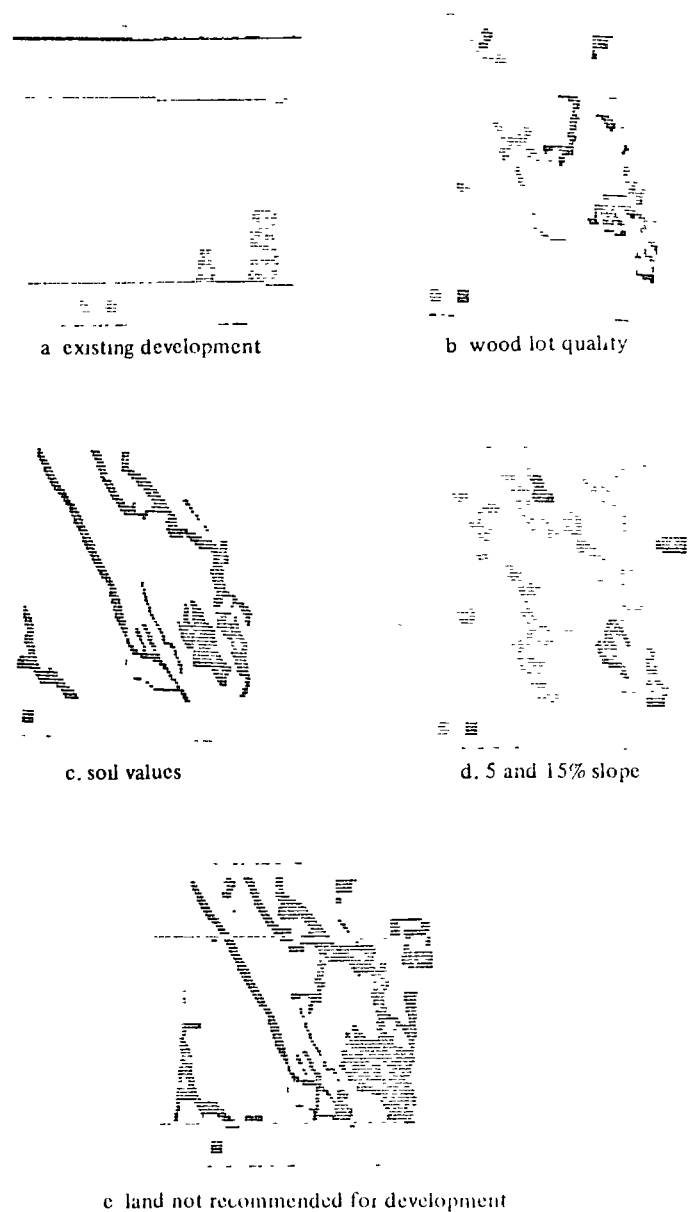 a existing development
b wood lot quality
c. soil values
d. 5 and 15% slope
e land not recommended for development